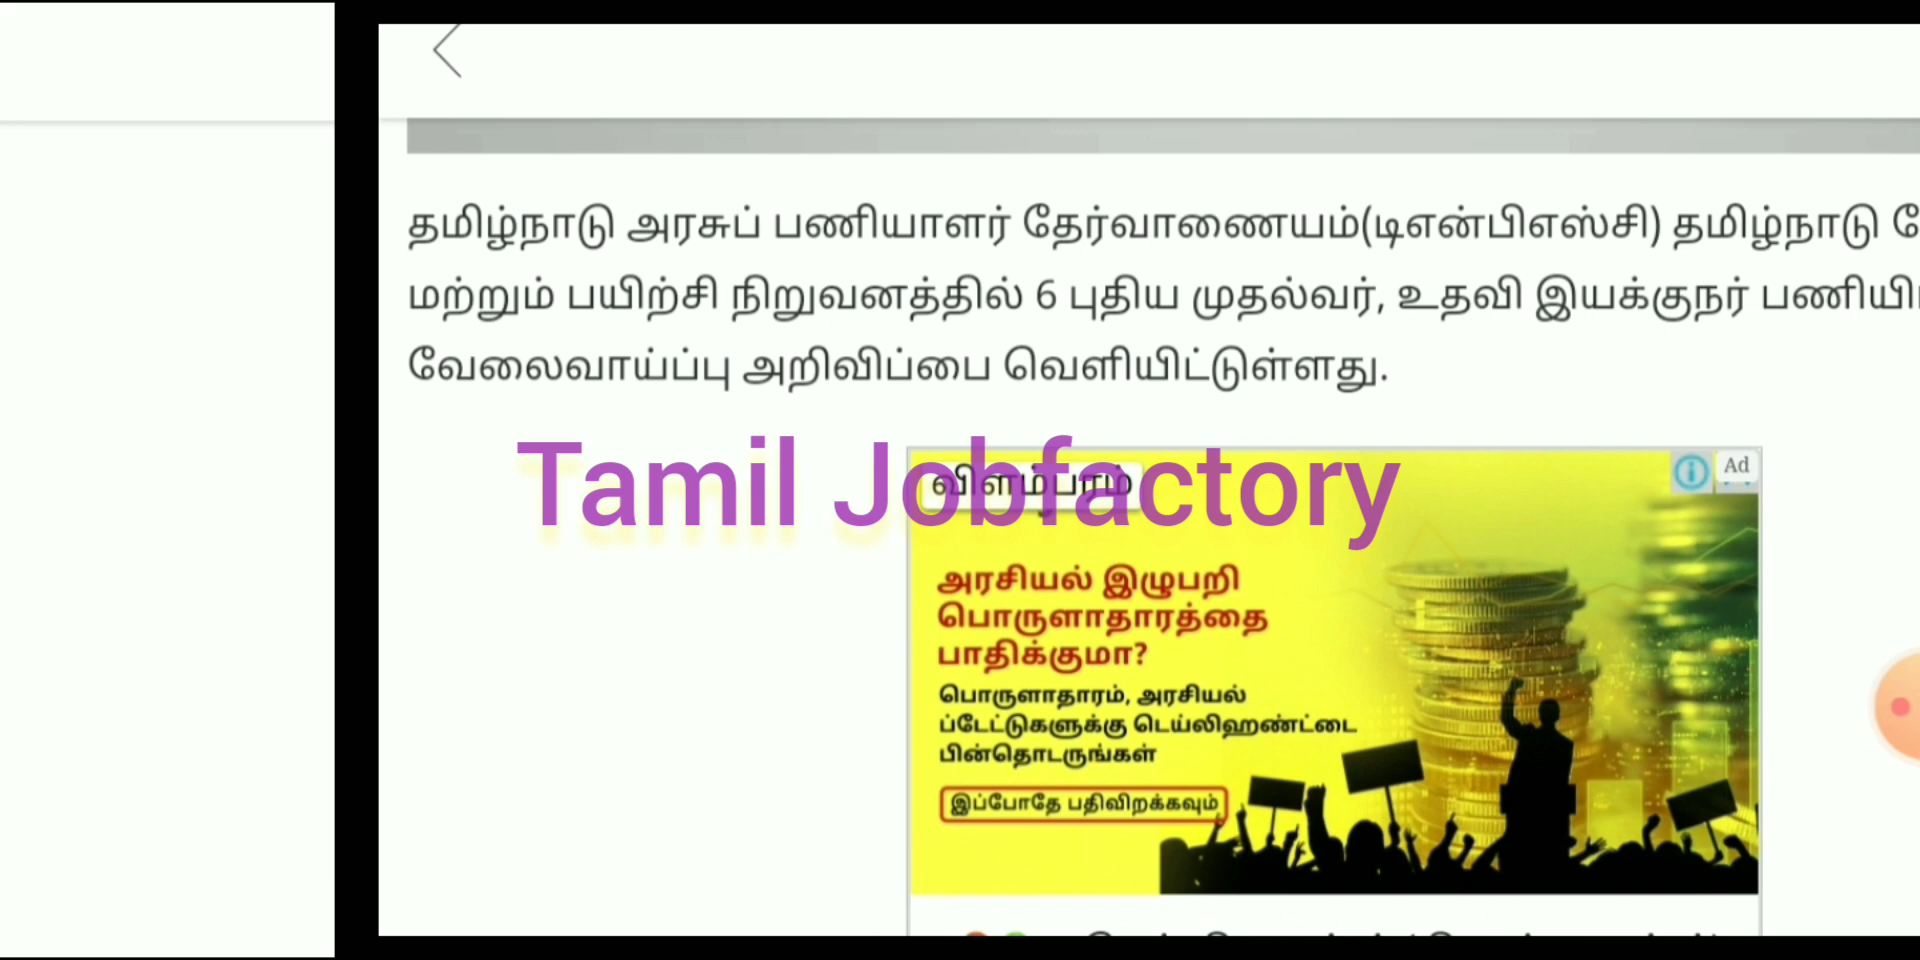 தமிழ்நாடு அரசுப் பணியாளர் தேர்வாணையம்(டிஎன்பிஎஸ்சி) தமிழ்நாடு
மற்றும் பயிற்சி நிறுவனத்தில் 6 புதிய முதல்வர், உதவி இயக்குநர்
வேலைவாய்ப்பு அறிவிப்பை வெளியிட்டுள்ளது.
Tamil Jobfactory
விளம்பரம்
Ad
அரசியல் இழுபறி
பொருளாதாரத்தை
பாதிக்குமா?
பொருளாதாரம், அரசியல்
ப்டேட்டுகளுக்கு டெய்லிஹண்ட்டை
பின்தொடருங்கள்
இப்போதே பதிவிறக்கவும்